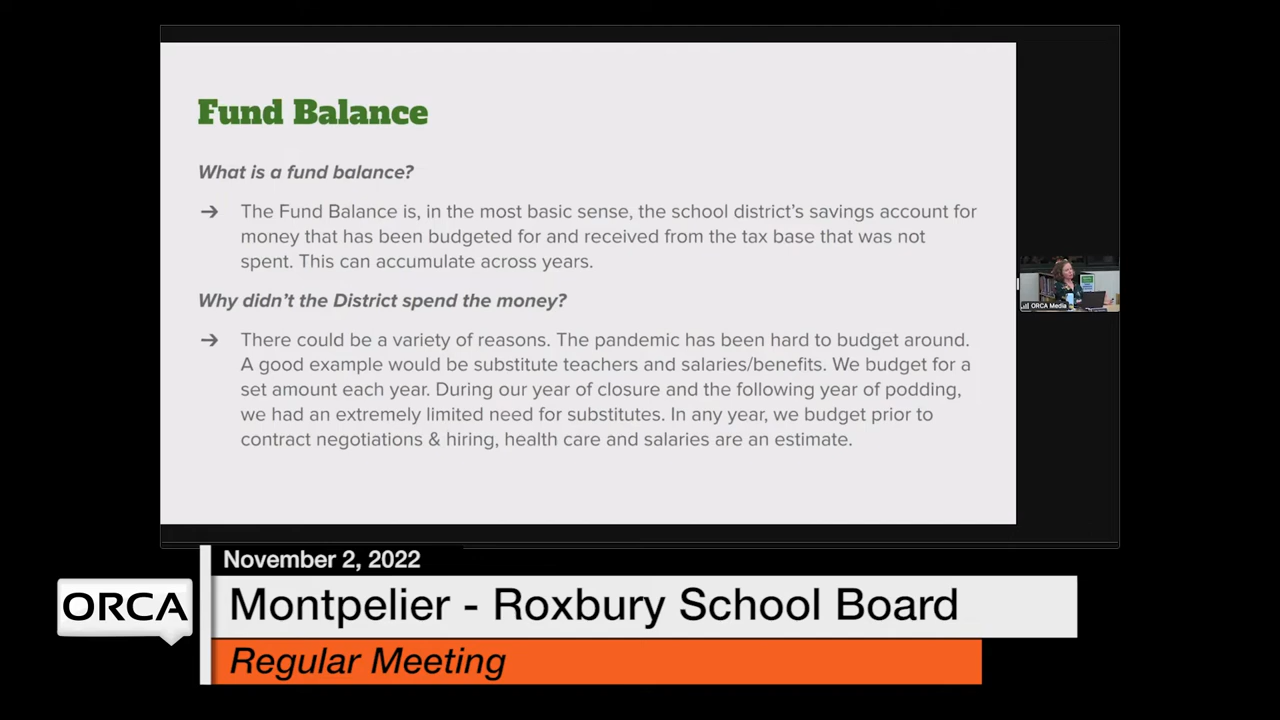 Fund Balance
What is a fund balance?
➔ The Fund Balance is, in the most basic sense, the school district's savings account for
money that has been budgeted for and received from the tax base that was not
spent. This can accumulate across years.
Why didn't the District spend the money?
➔ There could be a variety of reasons. The pandemic has been hard to budget around.
A good example would be substitute teachers and salaries/benefits. We budget for a
set amount each year. During our year of closure and the following year of podding,
we had an extremely limited need for substitutes. In any year, we budget prior to
contract negotiations & hiring, health care and salaries are an estimate.
ORCA Media
November 2, 2022
ORCA
Montpelier - Roxbury School Board
Regular Meeting